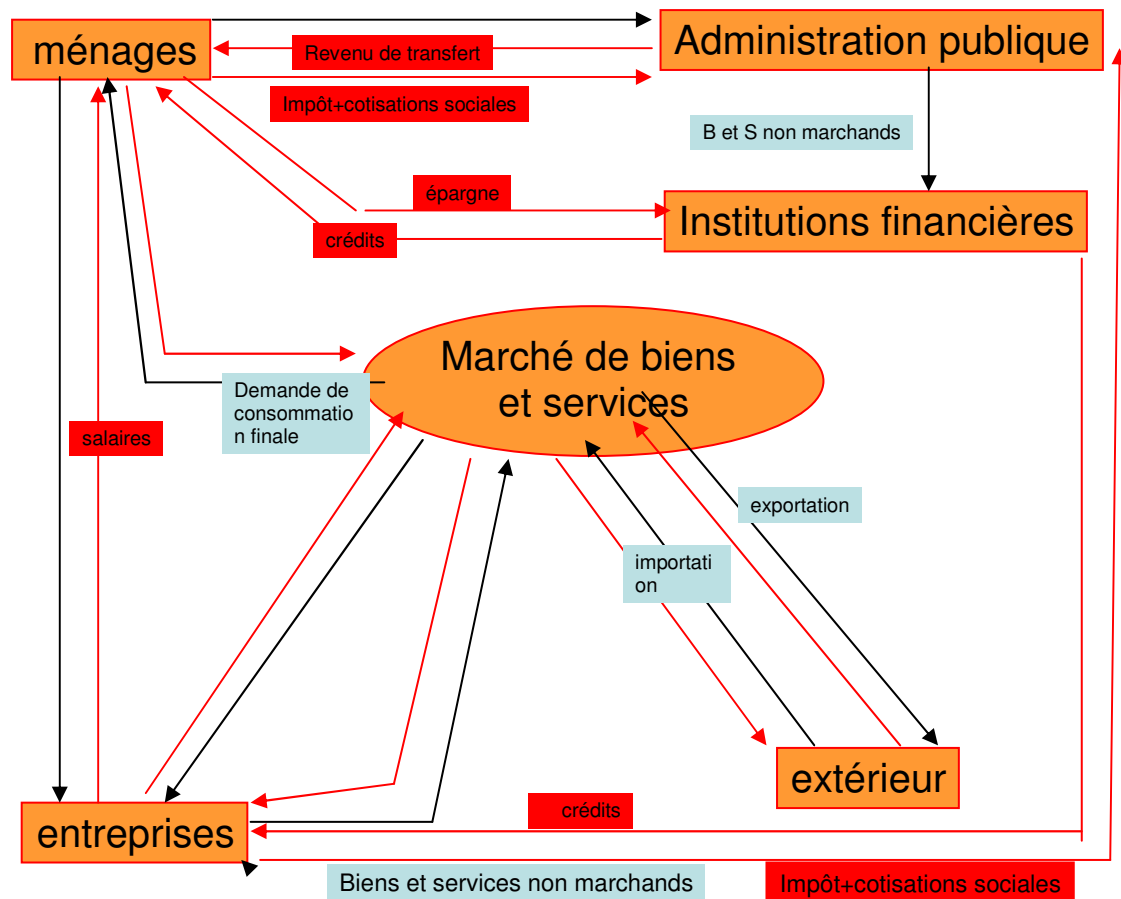 ménages
Administration publique
Revenu de transfert
Impôt+cotisations sociales
B et S non marchands
épargne
Institutions financières
crédits
Marché de biens
et services
Demande de
consommatio
n finale
salaires
exportation
importati
on
extérieur
crédits
entreprises
Biens et services non marchands
Impôt+cotisations sociales